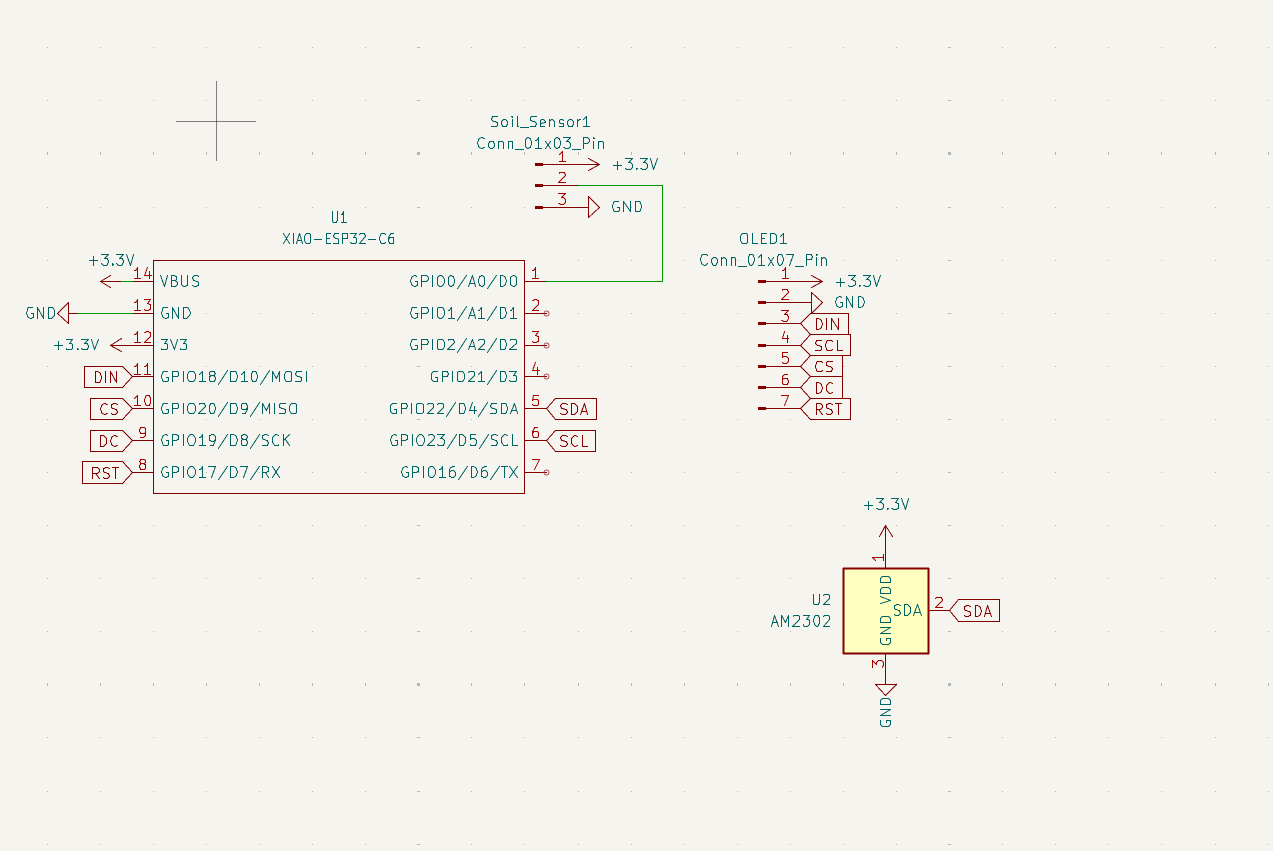 Soil_Sensor1
Conn_01x03_Pin
1 +3.3V
2
3 GND
U1
XIAO-ESP32-C6
+3.3V 14 VBUS
GND 13 GND
+3.3V 12 3V3
DIN 11 GPIO18/D10/MOSI
CS 10 GPIO20/D9/MISO
DC 9 GPIO19/D8/SCK
RST 8 GPIO17/D7/RX
GPIO0/A0/D0 1
GPIO1/A1/D1 2
GPIO2/A2/D2 3
GPIO21/D3 4
GPIO22/D4/SDA 5 SDA
GPIO23/D5/SCL 6 SCL
GPIO16/D6/TX 7
OLED1
Conn_01x07_Pin
1 +3.3V
2 GND
3 DIN
4 SCL
5 CS
6 DC
7 RST
+3.3V
1
VDD
U2
AM2302
SDA 2 SDA
GND
3
GND